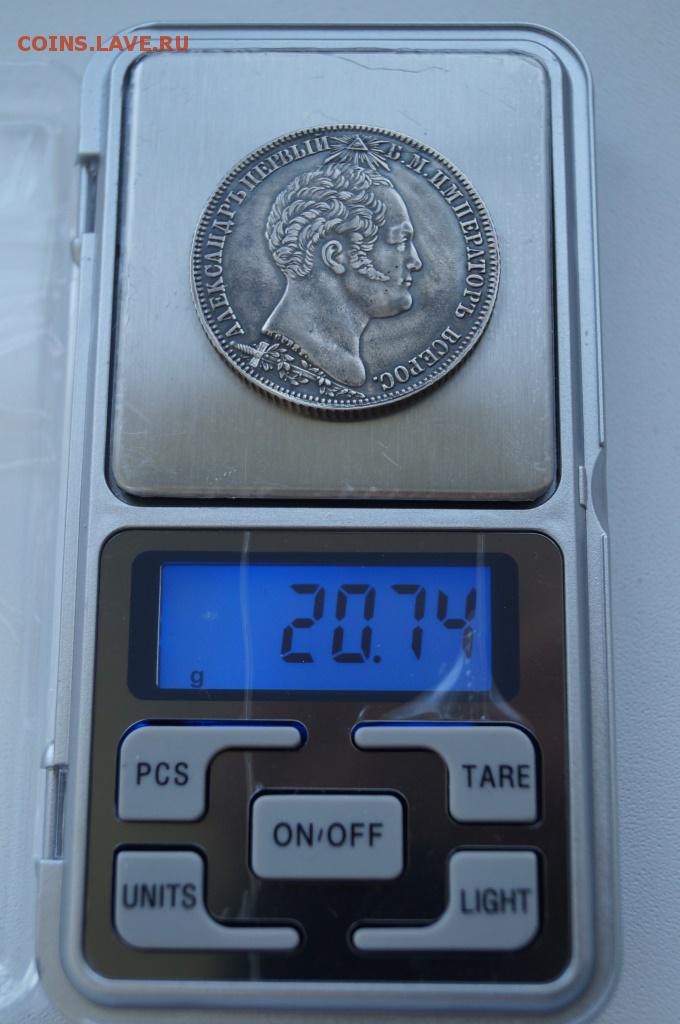 COINS.LAVE.RU
АЛЕКСАНДРЪ ПЕРВЫЙ Б. М. ИМПЕРАТОРЪ ВСЕРОС.
20.74
g
PCS
TARE
ON/OFF
UNITS
LIGHT